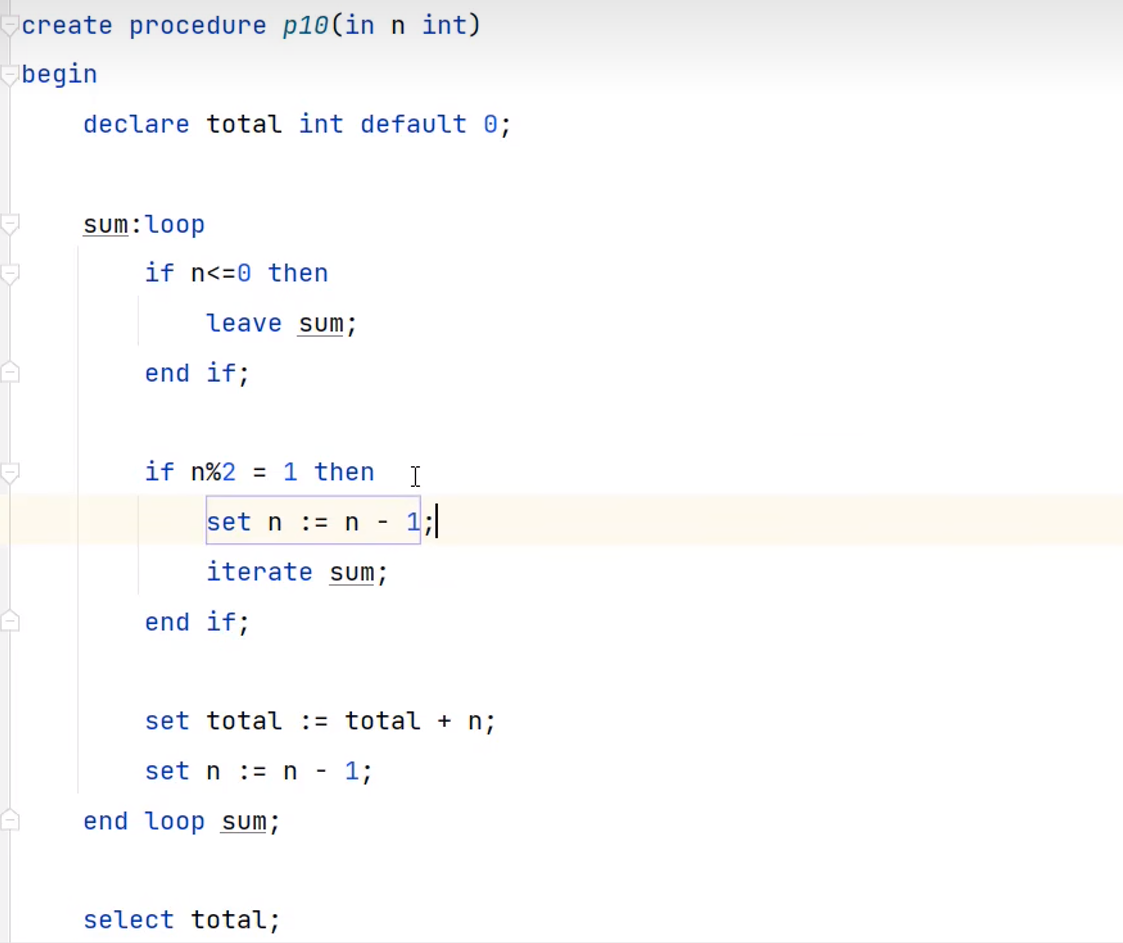 create procedure p10(in n int)
begin
declare total int default 0;
sum:loop
if n<=0 then
leave sum;
end if;
if n%2 = 1 then
set n := n - 1;
iterate sum;
end if;
set total := total + n;
set n := n - 1;
end loop sum;
select total;